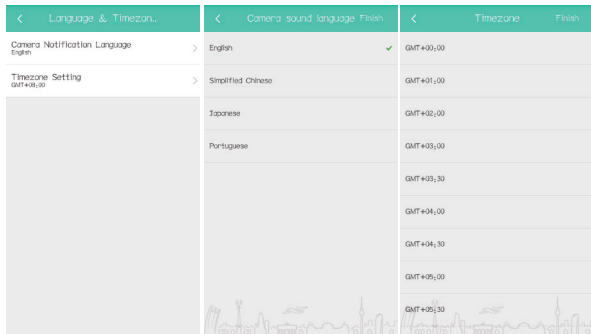 Language & Timezon..
Camera Notification Language
English
Timezone Setting
GMT+08:00
Camera sound language Finish
English
Simplified Chinese
Japanese
Portuguese
Timezone Finish
GMT+00:00
GMT+01:00
GMT+02:00
GMT+03:00
GMT+03:30
GMT+04:00
GMT+04:30
GMT+05:00
GMT+05:30